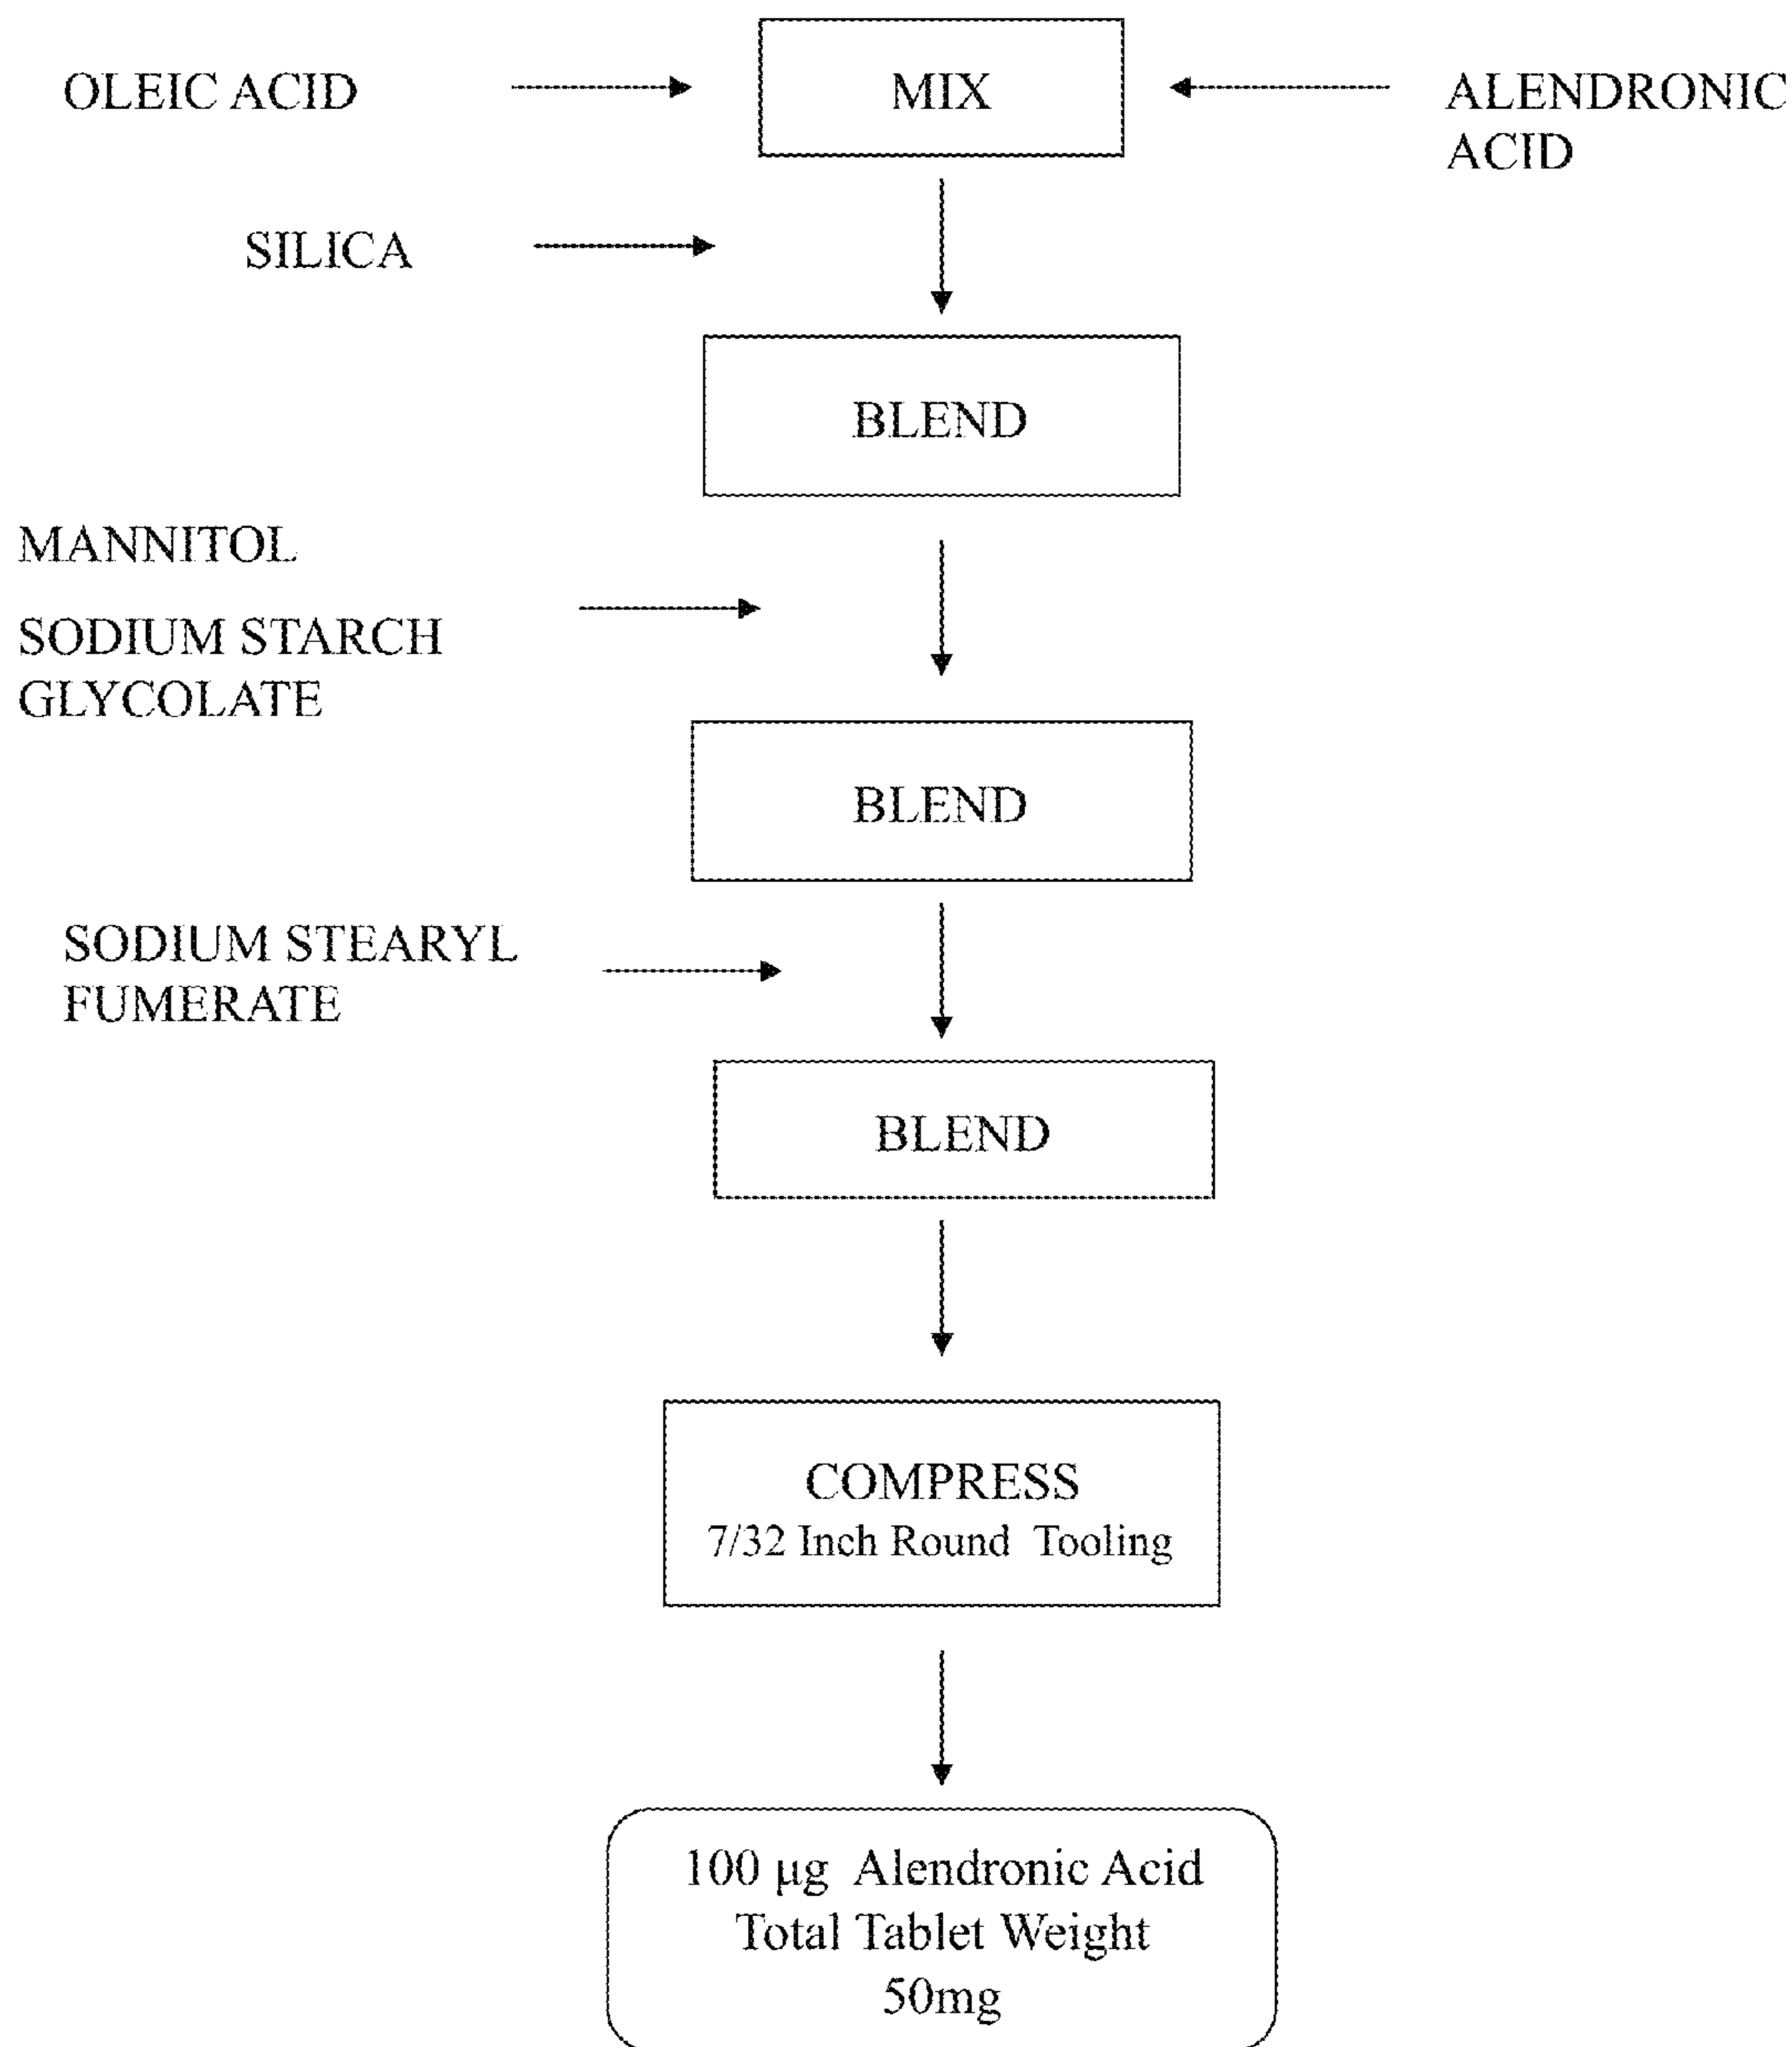 OLEIC ACID
MIX
ALENDRONIC
ACID
SILICA
BLEND
MANNITOL
SODIUM STARCH
GLYCOLATE
BLEND
SODIUM STEARYL
FUMERATE
BLEND
COMPRESS
7/32 Inch Round Tooling
100 µg Alendronic Acid
Total Tablet Weight
50mg